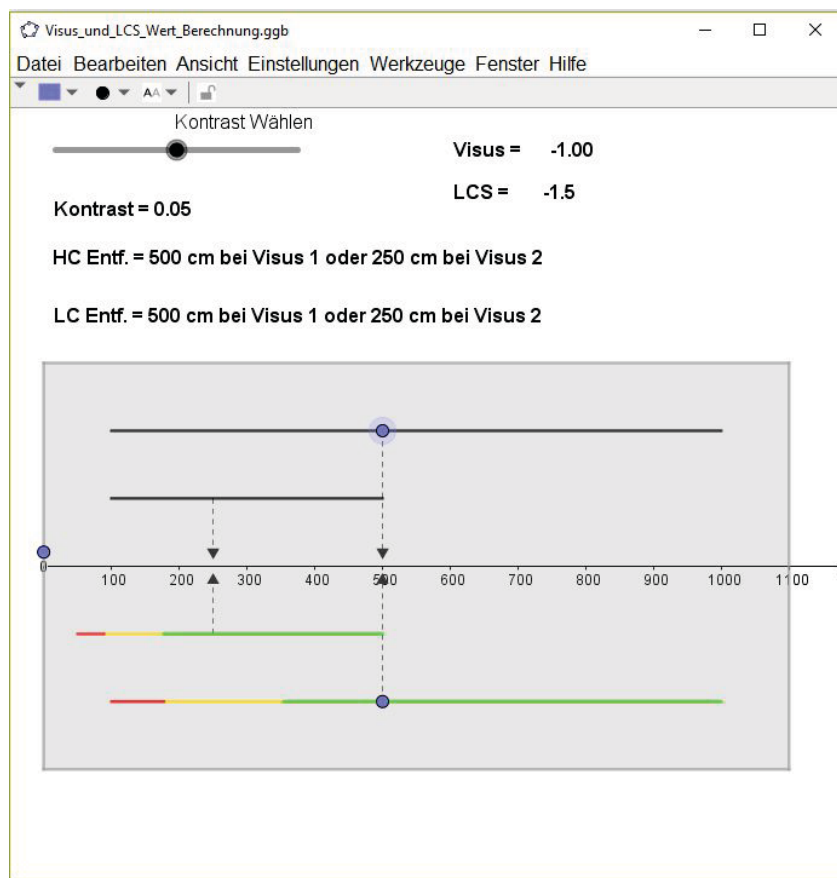 Visus_und_LCS_Wert_Berechnung.ggb
Datei Bearbeiten Ansicht Einstellungen Werkzeuge Fenster Hilfe
AA
Kontrast Wählen
Visus = -1.00
LCS = -1.5
Kontrast = 0.05
HC Entf. = 500 cm bei Visus 1 oder 250 cm bei Visus 2
LC Entf. = 500 cm bei Visus 1 oder 250 cm bei Visus 2
0 100 200 300 400 500 600 700 800 900 1000 1100